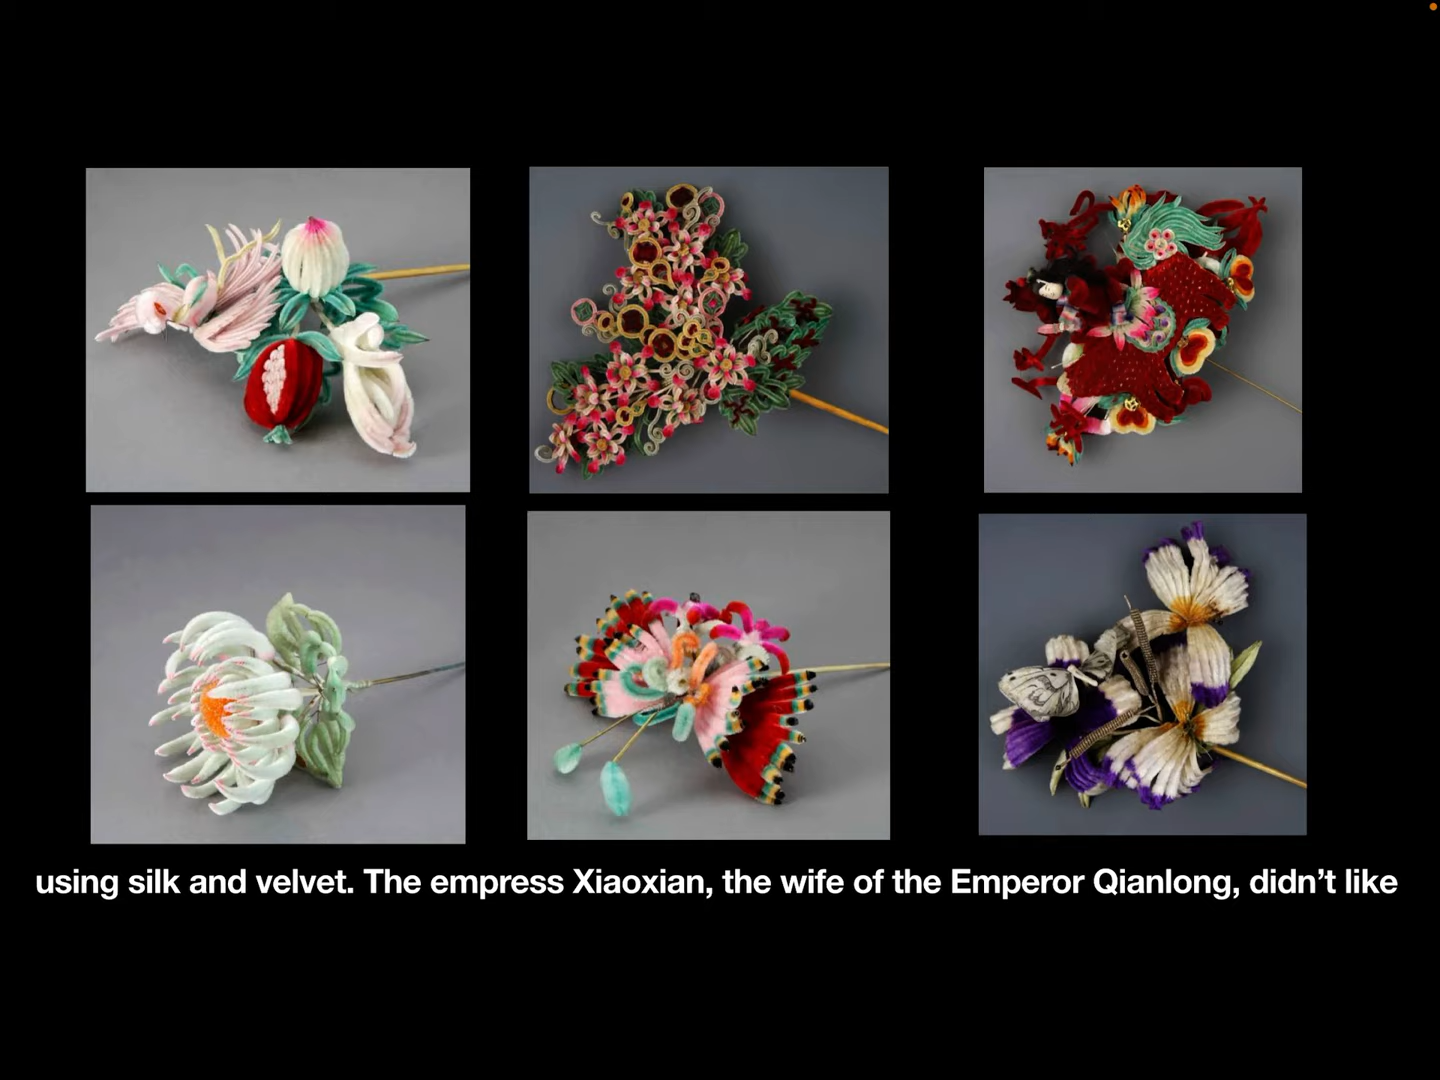 using silk and velvet. The empress Xiaoxian, the wife of the Emperor Qianlong, didn’t like